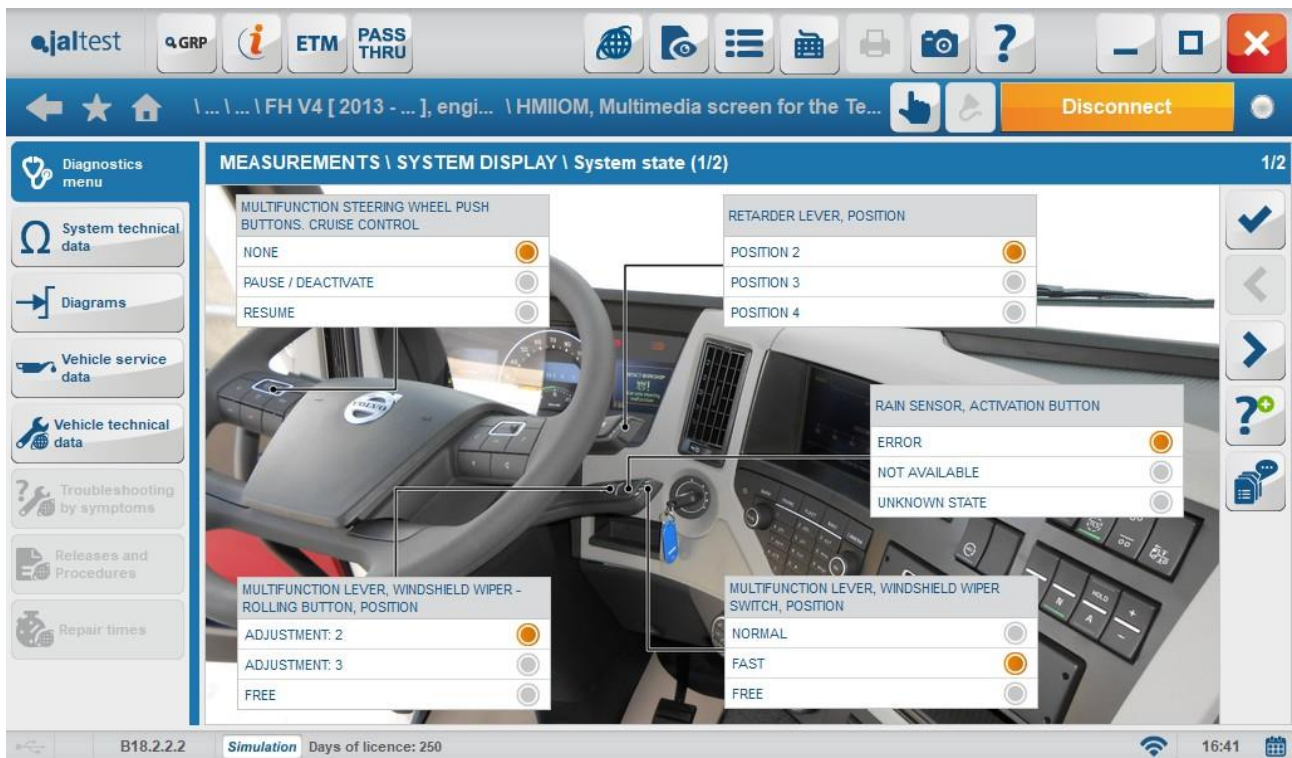 jaltest
GRP
i
ETM
PASS
THRU
?
\ ... \ ... \ FH V4 [ 2013 - ... ], engi... \ HMIIOM, Multimedia screen for the Te...
Disconnect
Diagnostics
menu
System technical
data
Diagrams
Vehicle service
data
Vehicle technical
data
Troubleshooting
by symptoms
Releases and
Procedures
Repair times
MEASUREMENTS \ SYSTEM DISPLAY \ System state (1/2)
1/2
MULTIFUNCTION STEERING WHEEL PUSH
BUTTONS. CRUISE CONTROL
NONE
PAUSE / DEACTIVATE
RESUME
RETARDER LEVER, POSITION
POSITION 2
POSITION 3
POSITION 4
RAIN SENSOR, ACTIVATION BUTTON
ERROR
NOT AVAILABLE
UNKNOWN STATE
VOLVO
HOLD
N
A
MULTIFUNCTION LEVER, WINDSHIELD WIPER -
ROLLING BUTTON, POSITION
ADJUSTMENT: 2
ADJUSTMENT: 3
FREE
MULTIFUNCTION LEVER, WINDSHIELD WIPER
SWITCH, POSITION
NORMAL
FAST
FREE
B18.2.2.2
Simulation
Days of licence: 250
16:41